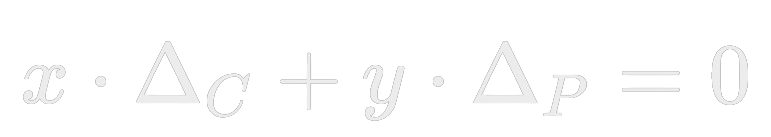 x · Δ_C + y · Δ_P = 0